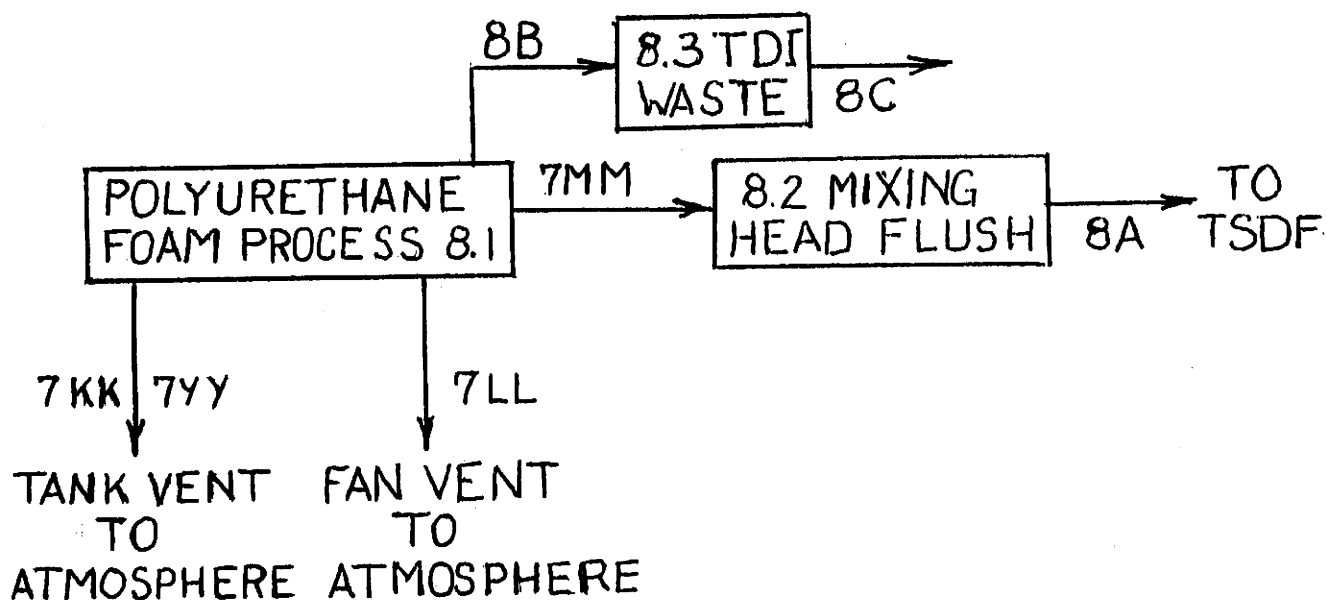 8B
8.3 TDI
WASTE
8C
POLYURETHANE
FOAM PROCESS 8.1
7MM
8.2 MIXING
HEAD FLUSH
8A
TO
TSDF
7KK
7YY
7LL
TANK VENT
TO
ATMOSPHERE
FAN VENT
TO
ATMOSPHERE